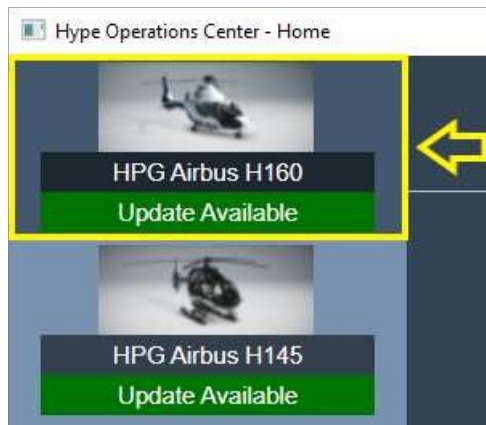 Hype Operations Center - Home
HPG Airbus H160
Update Available
HPG Airbus H145
Update Available